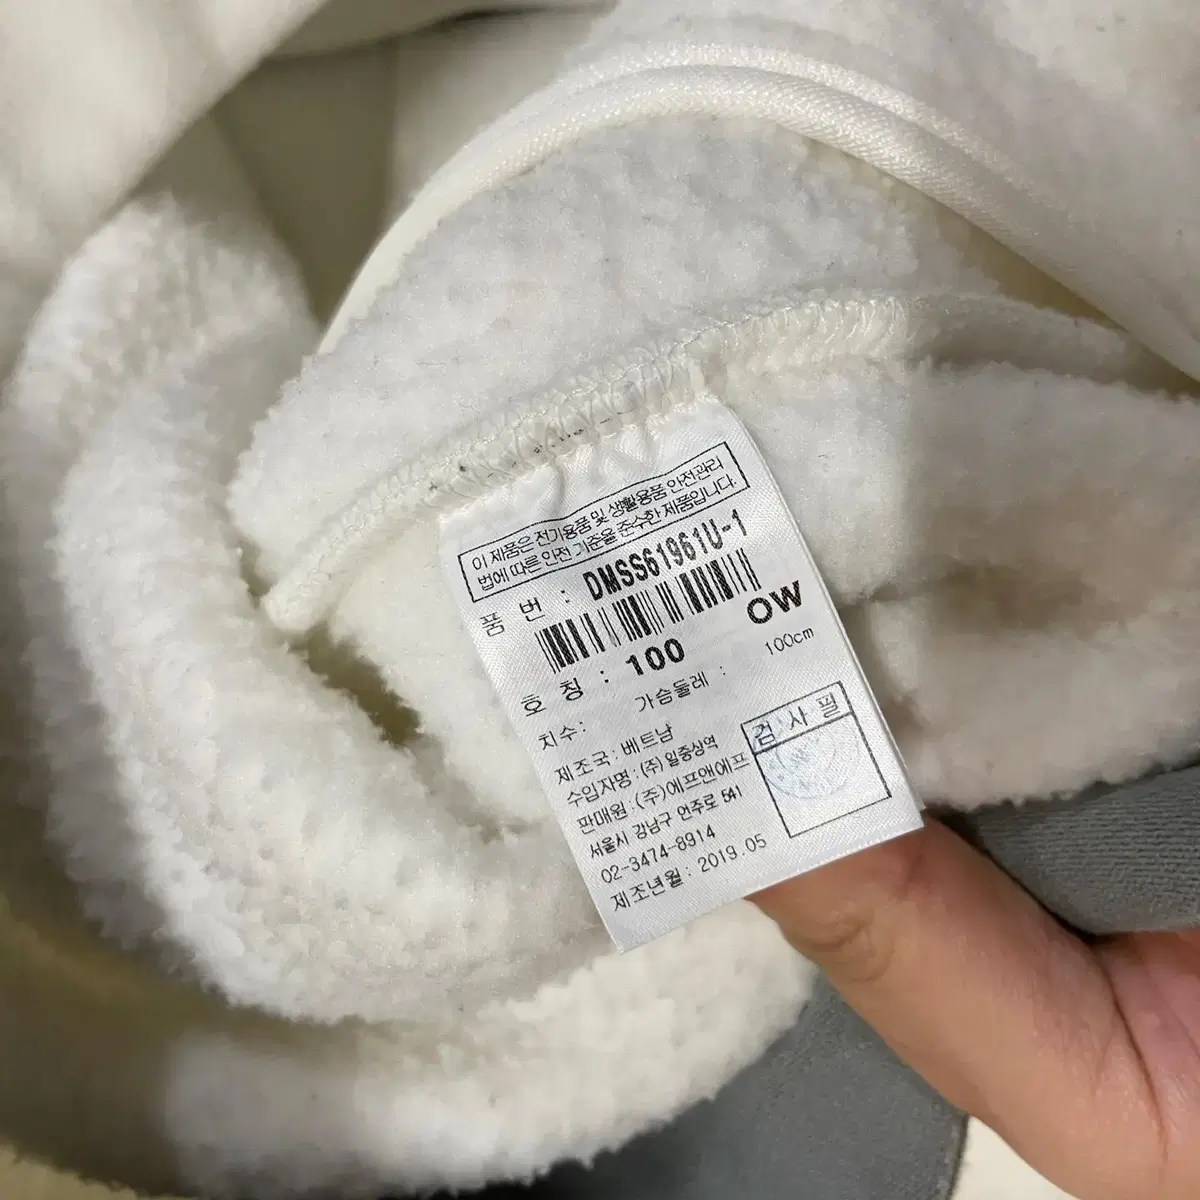 이 제품은 전기용품 및 생활용품 안전관리
법에 따른 안전 기준을 준수한 제품입니다.
품 번 : DMSS61961U-1
OW
호 칭 : 100
치수: 가슴둘레 : 100cm
제조국: 베트남
수입자명: (주) 일중상역
판매원 : (주)에프앤에프
서울시 강남구 언주로 541
02-3474-8914
제조년월 : 2019.05
검 사 필